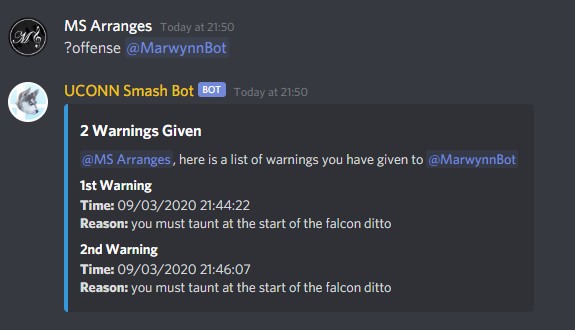 MS Arranges Today at 21:50
?offense @MarwynnBot
UCONN Smash Bot BOT Today at 21:50
2 Warnings Given
@MS Arranges, here is a list of warnings you have given to @MarwynnBot
1st Warning
Time: 09/03/2020 21:44:22
Reason: you must taunt at the start of the falcon ditto
2nd Warning
Time: 09/03/2020 21:46:07
Reason: you must taunt at the start of the falcon ditto